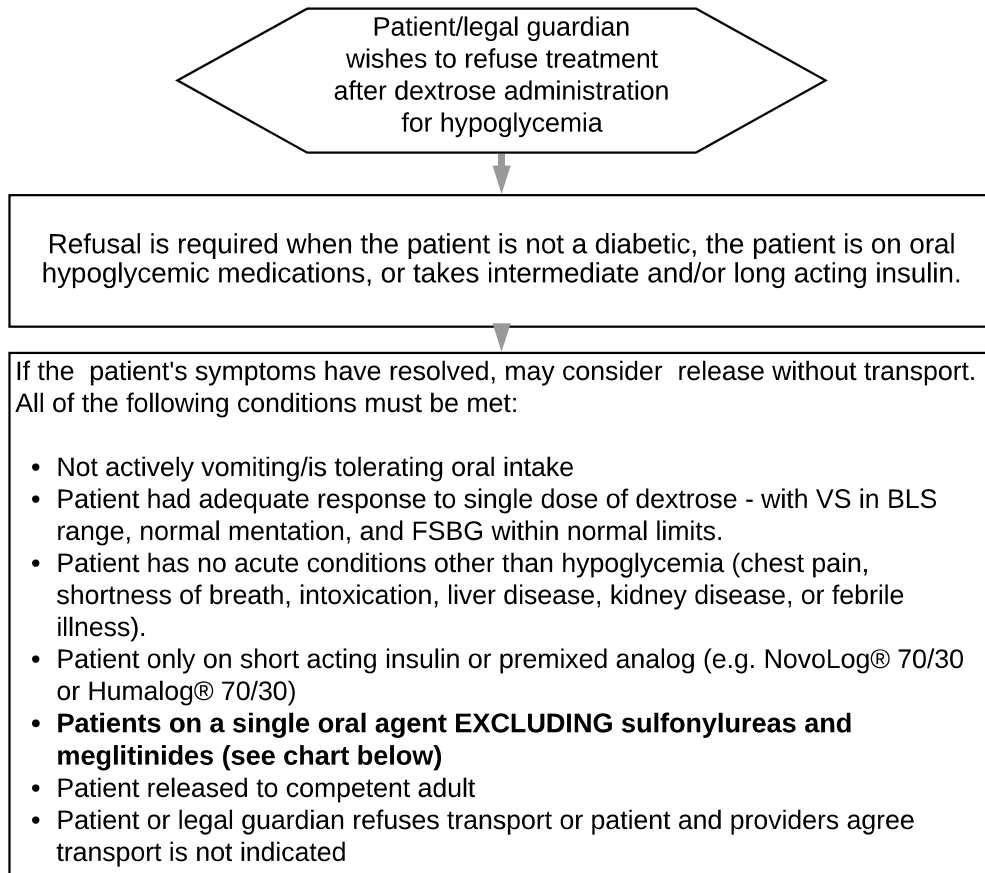 Patient/legal guardian
wishes to refuse treatment
after dextrose administration
for hypoglycemia
Refusal is required when the patient is not a diabetic, the patient is on oral
hypoglycemic medications, or takes intermediate and/or long acting insulin.
If the  patient's symptoms have resolved, may consider  release without transport.
All of the following conditions must be met:
• Not actively vomiting/is tolerating oral intake
• Patient had adequate response to single dose of dextrose - with VS in BLS
range, normal mentation, and FSBG within normal limits.
• Patient has no acute conditions other than hypoglycemia (chest pain,
shortness of breath, intoxication, liver disease, kidney disease, or febrile
illness).
• Patient only on short acting insulin or premixed analog (e.g. NovoLog® 70/30
or Humalog® 70/30)
• Patients on a single oral agent EXCLUDING sulfonylureas and
meglitinides (see chart below)
• Patient released to competent adult
• Patient or legal guardian refuses transport or patient and providers agree
transport is not indicated